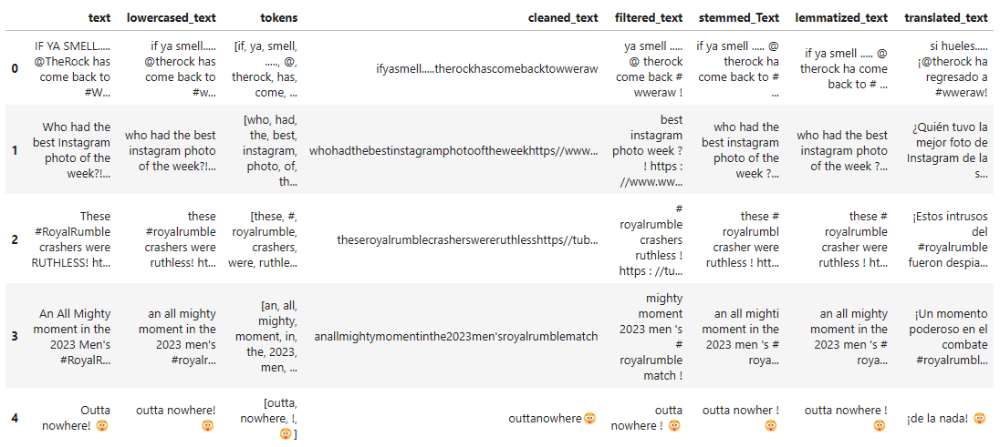 text lowercased_text tokens cleaned_text filtered_text stemmed_Text lemmatized_text translated_text
0
IF YA SMELL.....
@TheRock has
come back to
#W...
if ya smell.....
@therock has
come back to
#w...
[if, ya, smell,
....., @,
therock, has,
come, ...
ifyasmell.....therockhascomebacktowweraw
ya smell .....
@ therock
come back #
wweraw !
if ya smell ..... @
therock ha
come back to #
...
if ya smell ..... @
therock ha come
back to # ...
si hueles.....
¡@therock ha
regresado a
#wweraw!
1
Who had the
best Instagram
photo of the
week?!...
who had the best
instagram photo
of the week?!...
[who, had,
the, best,
instagram,
photo, of,
th...
whohadthebestinstagramphotooftheweekhttps//www...
best
instagram
photo week ?
! https :
//www.ww...
who had the
best instagram
photo of the
week ?...
who had the best
instagram photo
of the week ?...
¿Quién tuvo la
mejor foto de
Instagram de la
s...
2
These
#RoyalRumble
crashers were
RUTHLESS! ht...
these
#royalrumble
crashers were
ruthless! ht...
[these, #,
royalrumble,
crashers,
were, ruthle...
theseroyalrumblecrasherswereruthlesshttps//tub...
#
royalrumble
crashers
ruthless !
https : //tu...
these #
royalrumbl
crasher were
ruthless ! htt...
these #
royalrumble
crasher were
ruthless ! ht...
¡Estos intrusos
del
#royalrumble
fueron despia...
3
An All Mighty
moment in the
2023 Men's
#RoyalR...
an all mighty
moment in the
2023 men's
#royalr...
[an, all,
mighty,
moment, in,
the, 2023,
men, ...
anallmightymomentinthe2023men'sroyalrumblematch
mighty
moment
2023 men 's
#
royalrumble
match !
an all mighti
moment in the
2023 men 's #
roya...
an all mighty
moment in the
2023 men 's #
roya...
¡Un momento
poderoso en el
combate
#royalrumbl...
4
Outta
nowhere! 😳
outta nowhere!
😳
[outta,
nowhere, !,
😳]
outtanowhere😳
outta
nowhere ! 😳
outta nowher !
😳
outta nowhere !
😳
¡de la nada! 😳